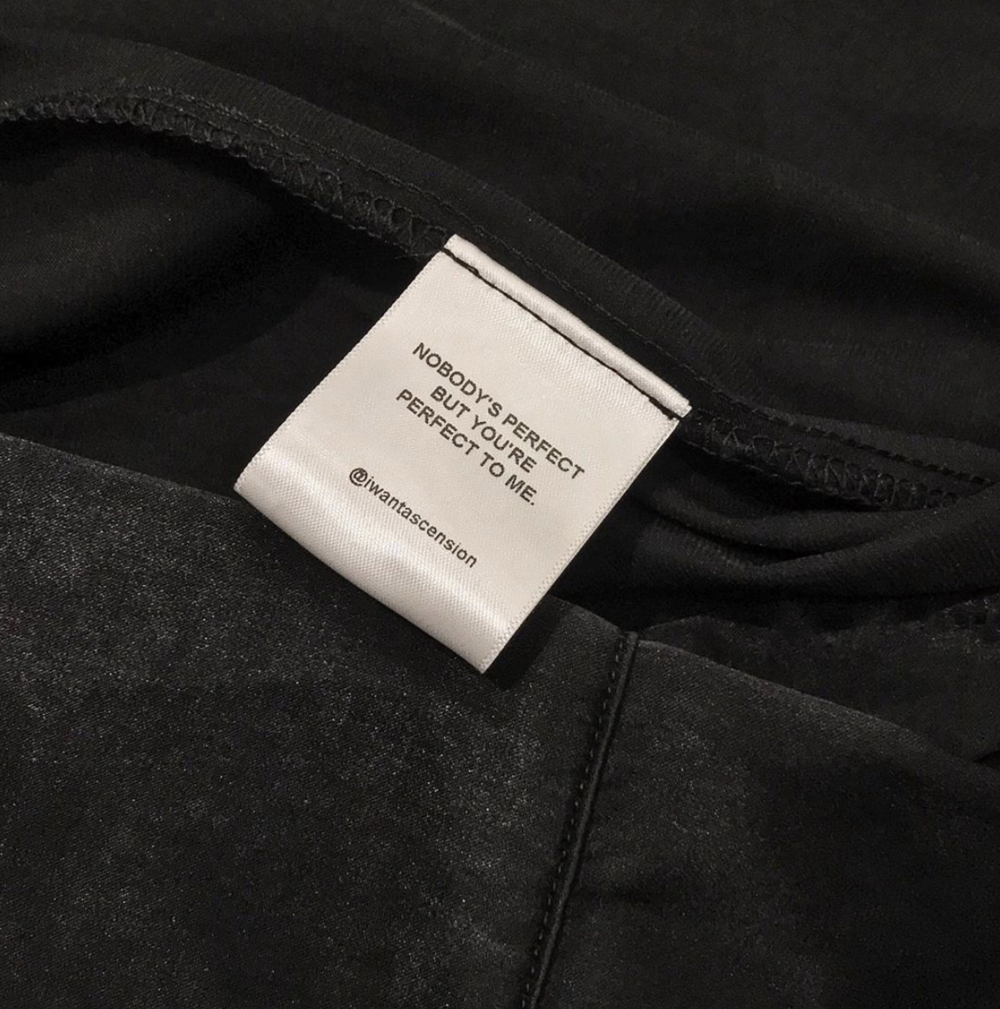 NOBODY'S PERFECT
BUT YOU'RE
PERFECT TO ME.
@iwantascension